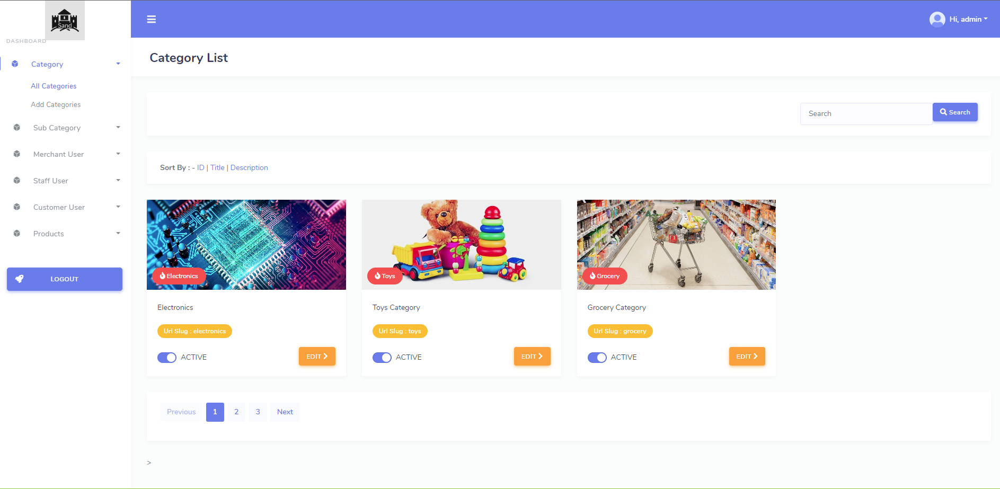 Sand
DASHBOARD
Category
All Categories
Add Categories
Sub Category
Merchant User
Staff User
Customer User
Products
LOGOUT
Hi, admin
Category List
Search
Search
Sort By : - ID | Title | Description
Electronics
Toys
Grocery
Electronics
Toys Category
Grocery Category
Url Slug : electronics
Url Slug : toys
Url Slug : grocery
ACTIVE
EDIT
ACTIVE
EDIT
ACTIVE
EDIT
Previous 1 2 3 Next
>